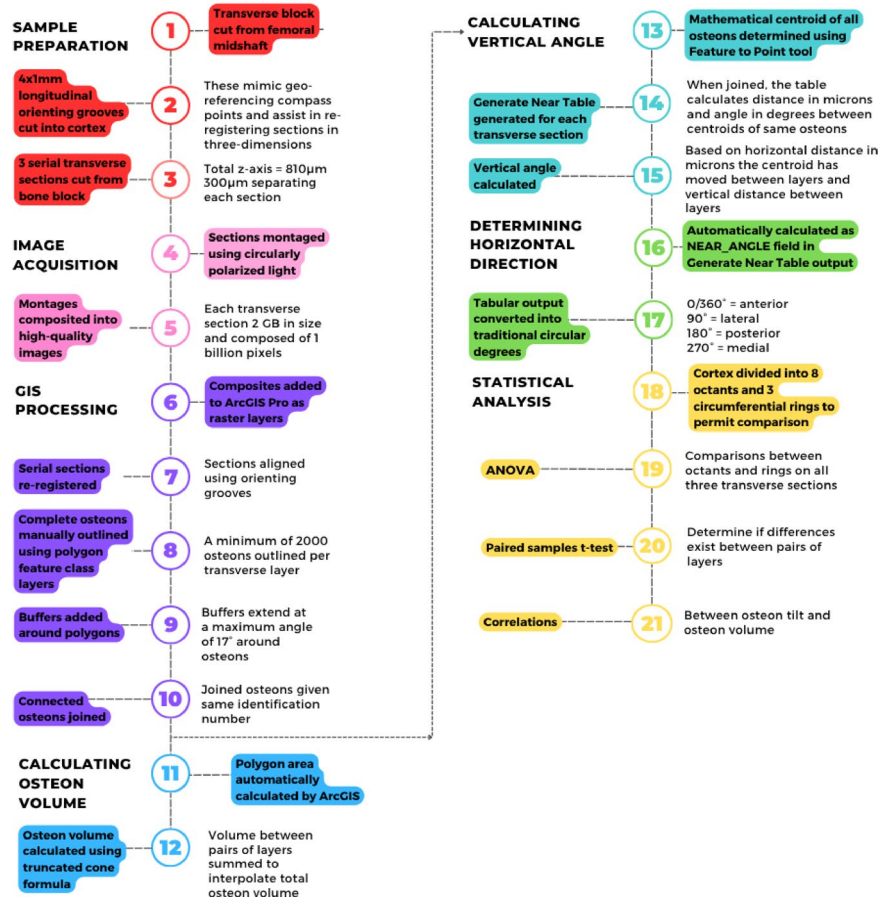 SAMPLE
PREPARATION
1
Transverse block
cut from femoral
midshaft
4x1mm
longitudinal
orienting grooves
cut into cortex
2
These mimic geo-
referencing compass
points and assist in re-
registering sections in
three-dimensions
3 serial transverse
sections cut from
bone block
3
Total z-axis = 810µm
300µm separating
each section
IMAGE
ACQUISITION
4
Sections montaged
using circularly
polarized light
Montages
composited into
high-quality
images
5
Each transverse
section 2 GB in size
and composed of 1
billion pixels
GIS
PROCESSING
6
Composites added
to ArcGIS Pro as
raster layers
Serial sections
re-registered
7
Sections aligned
using orienting
grooves
Complete osteons
manually outlined
using polygon
feature class
layers
8
A minimum of 2000
osteons outlined per
transverse layer
Buffers added
around polygons
9
Buffers extend at
a maximum angle
of 17° around
osteons
Connected
osteons joined
10
Joined osteons given
same identification
number
CALCULATING
OSTEON
VOLUME
11
Polygon area
automatically
calculated by ArcGIS
Osteon volume
calculated using
truncated cone
formula
12
Volume between
pairs of layers
summed to
interpolate total
osteon volume
CALCULATING
VERTICAL ANGLE
13
Mathematical centroid of all
osteons determined using
Feature to Point tool
Generate Near Table
generated for each
transverse section
14
When joined, the table
calculates distance in microns
and angle in degrees between
centroids of same osteons
Vertical angle
calculated
15
Based on horizontal distance in
microns the centroid has
moved between layers and
vertical distance between
layers
DETERMINING
HORIZONTAL
DIRECTION
16
Automatically calculated as
NEAR_ANGLE field in
Generate Near Table output
Tabular output
converted into
traditional circular
degrees
17
0/360° = anterior
90° = lateral
180° = posterior
270° = medial
STATISTICAL
ANALYSIS
18
Cortex divided into 8
octants and 3
circumferential rings to
permit comparison
ANOVA
19
Comparisons between
octants and rings on all
three transverse sections
Paired samples t-test
20
Determine if differences
exist between pairs of
layers
Correlations
21
Between osteon tilt and
osteon volume